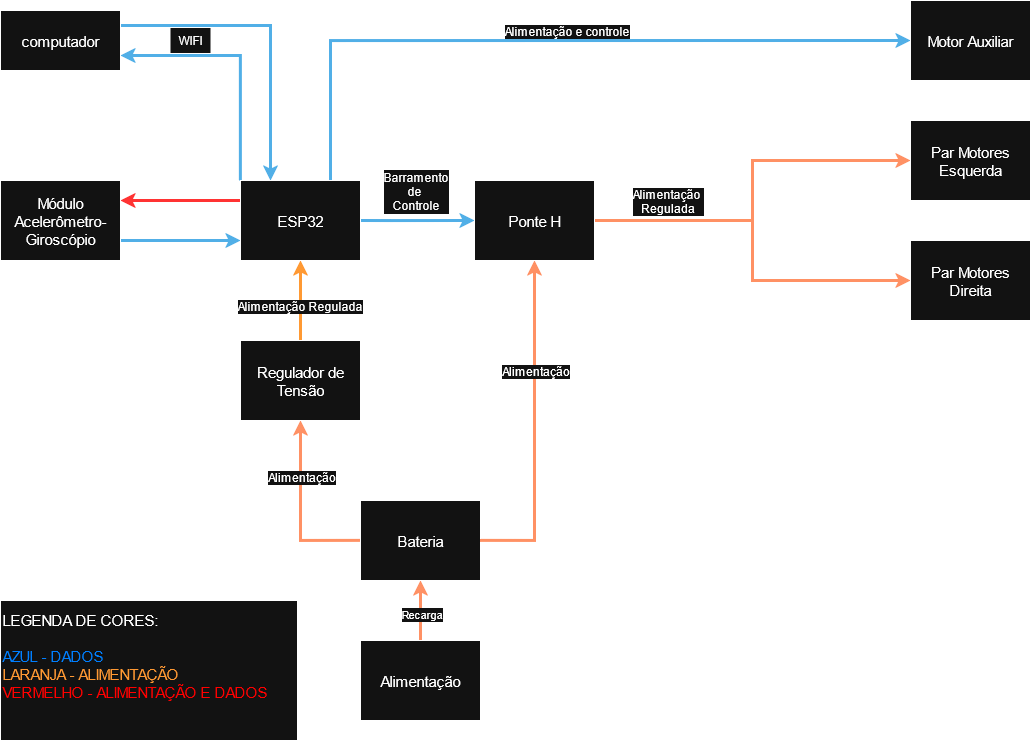 computador
WIFI
Alimentação e controle
Motor Auxiliar
Módulo
Acelerômetro-
Giroscópio
ESP32
Barramento
de
Controle
Ponte H
Alimentação
Regulada
Par Motores
Esquerda
Par Motores
Direita
Alimentação Regulada
Regulador de
Tensão
Alimentação
Alimentação
Bateria
Recarga
Alimentação
LEGENDA DE CORES:
AZUL - DADOS
LARANJA - ALIMENTAÇÃO
VERMELHO - ALIMENTAÇÃO E DADOS